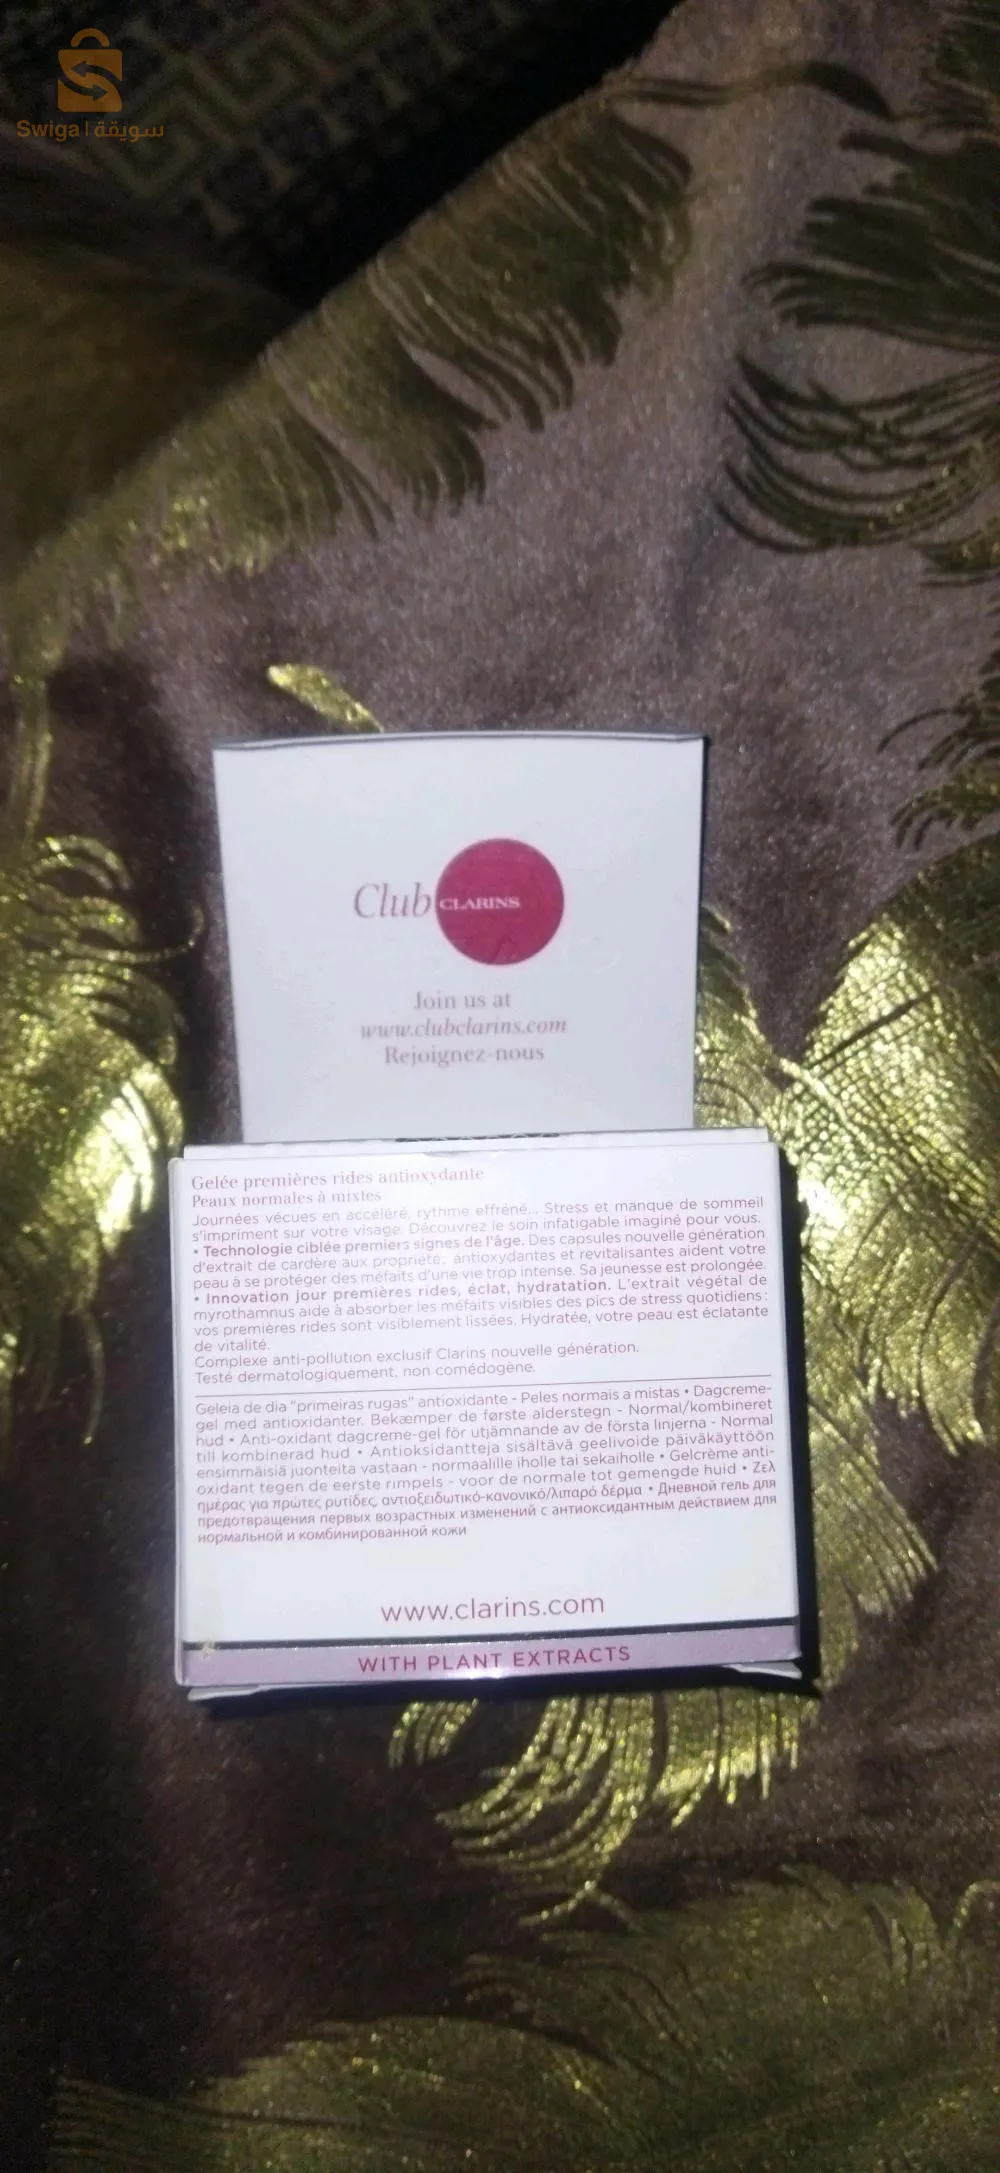 Swiga | سويقة
Club CLARINS
Join us at
www.clubclarins.com
Rejoignez-nous
Gelée premières rides antioxydante
Peaux normales à mixtes
Journées vécues en accéléré, rythme effréné... Stress et manque de sommeil
s'impriment sur votre visage. Découvrez le soin infatigable imaginé pour vous.
• Technologie ciblée premiers signes de l'âge. Des capsules nouvelle génération
d'extrait de cardère aux propriétés antioxydantes et revitalisantes aident votre
peau à se protéger des méfaits d'une vie trop intense. Sa jeunesse est prolongée.
• Innovation jour premières rides, éclat, hydratation. L'extrait végétal de
myrothamnus aide à absorber les méfaits visibles des pics de stress quotidiens :
vos premières rides sont visiblement lissées. Hydratée, votre peau est éclatante
de vitalité.
Complexe anti-pollution exclusif Clarins nouvelle génération.
Testé dermatologiquement, non comédogène.
Geleia de dia "primeiras rugas" antioxidante - Peles normais a mistas • Dagcreme-
gel med antioxidanter. Bekæmper de første alderstegn - Normal/kombineret
hud • Anti-oxidant dagcreme-gel för utjämnande av de första linjerna - Normal
till kombinerad hud • Antioksidantteja sisältävä geelivoide päiväkäyttöön
ensimmäisiä juonteita vastaan - normaalille iholle tai sekaiholle • Gelcrème anti-
oxidant tegen de eerste rimpels - voor de normale tot gemengde huid • Ζελ
ημέρας για πρώτες ρυτίδες, αντιοξειδωτικό-κανονικό/λιπαρό δέρμα • Дневной гель для
предотвращения первых возрастных изменений с антиоксидантным действием для
нормальной и комбинированной кожи
www.clarins.com
WITH PLANT EXTRACTS